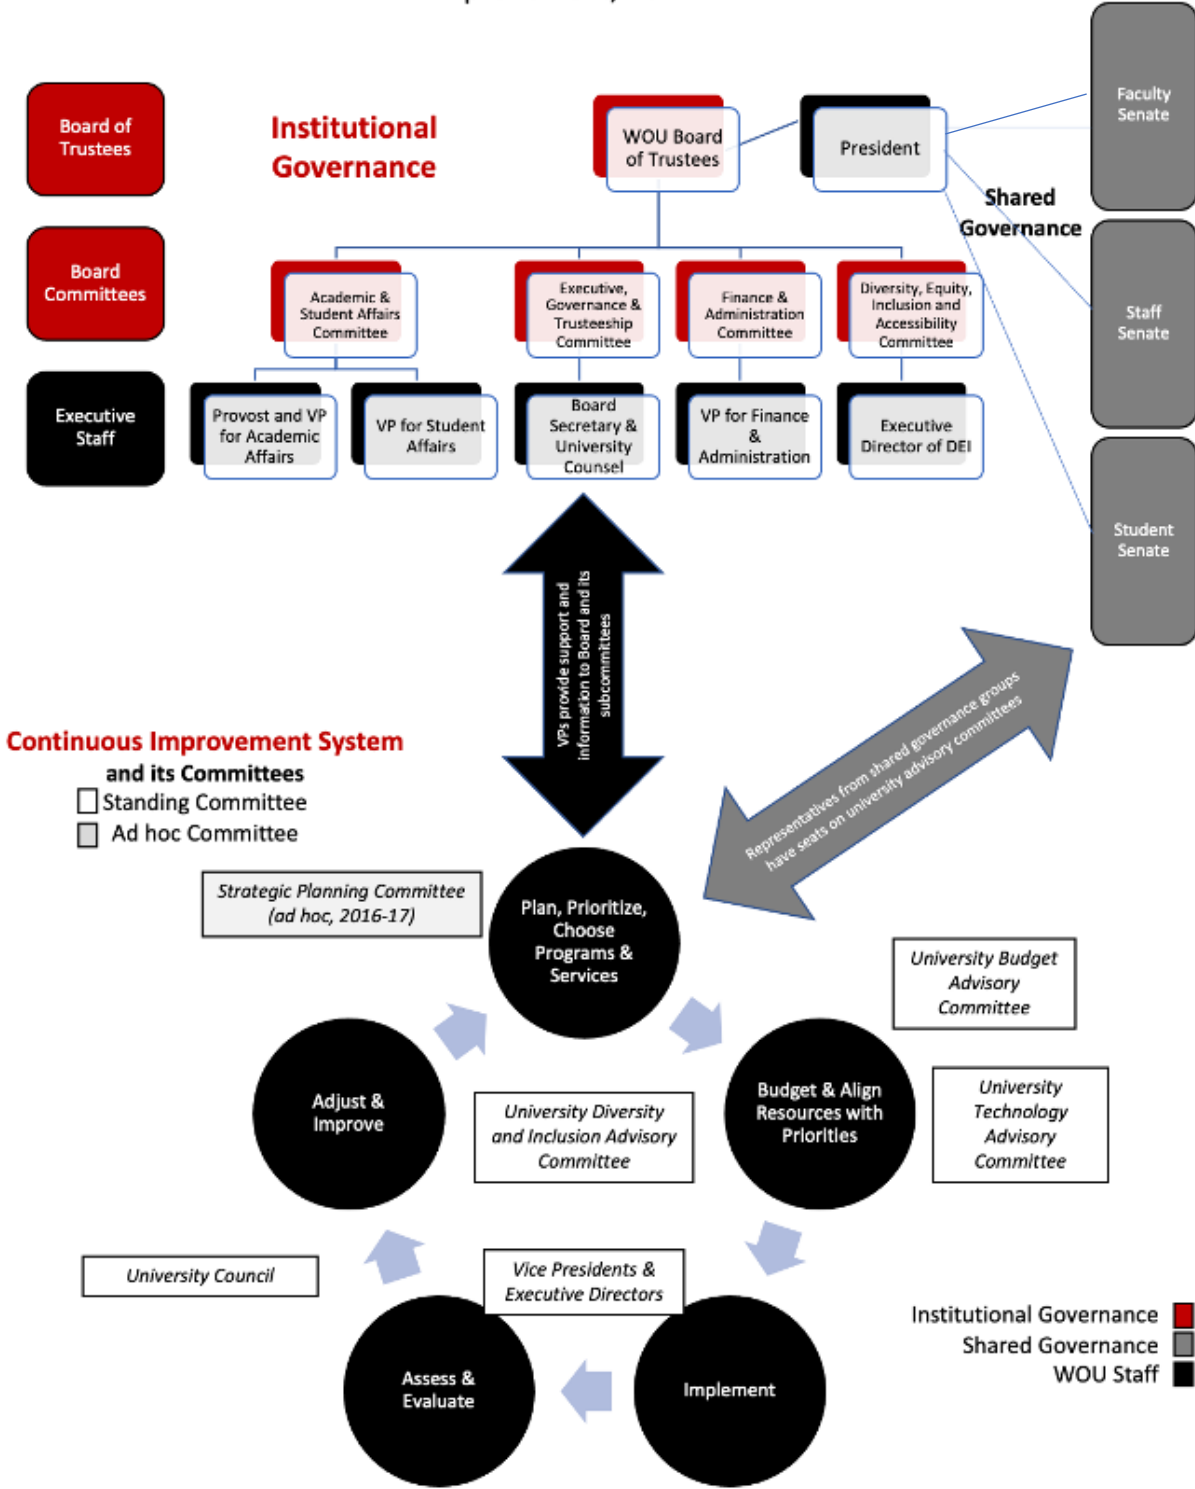 Board of
Trustees
Institutional
Governance
WOU Board
of Trustees
President
Faculty
Senate
Shared
Governance
Board
Committees
Academic &
Student Affairs
Committee
Executive,
Governance &
Trusteeship
Committee
Finance &
Administration
Committee
Diversity, Equity,
Inclusion and
Accessibility
Committee
Staff
Senate
Executive
Staff
Provost and VP
for Academic
Affairs
VP for Student
Affairs
Board
Secretary &
University
Counsel
VP for Finance
&
Administration
Executive
Director of DEI
Student
Senate
VPs provide support and
information to Board and its
subcommittees
Representatives from shared governance groups
have seats on university advisory committees
Continuous Improvement System
and its Committees
Standing Committee
Ad hoc Committee
Strategic Planning Committee
(ad hoc, 2016-17)
Plan, Prioritize,
Choose
Programs &
Services
University Budget
Advisory
Committee
Adjust &
Improve
University Diversity
and Inclusion Advisory
Committee
Budget & Align
Resources with
Priorities
University
Technology
Advisory
Committee
University Council
Vice Presidents &
Executive Directors
Assess &
Evaluate
Implement
Institutional Governance
Shared Governance
WOU Staff